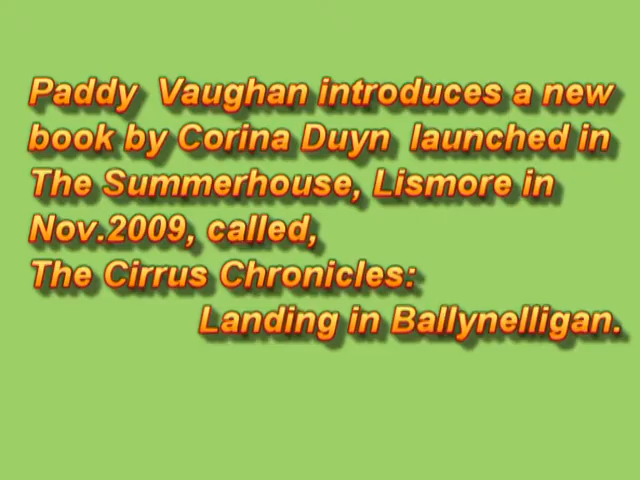 Paddy Vaughan introduces a new
book by Corina Duyn launched in
The Summerhouse, Lismore in
Nov.2009, called,
The Cirrus Chronicles:
Landing in Ballynelligan.